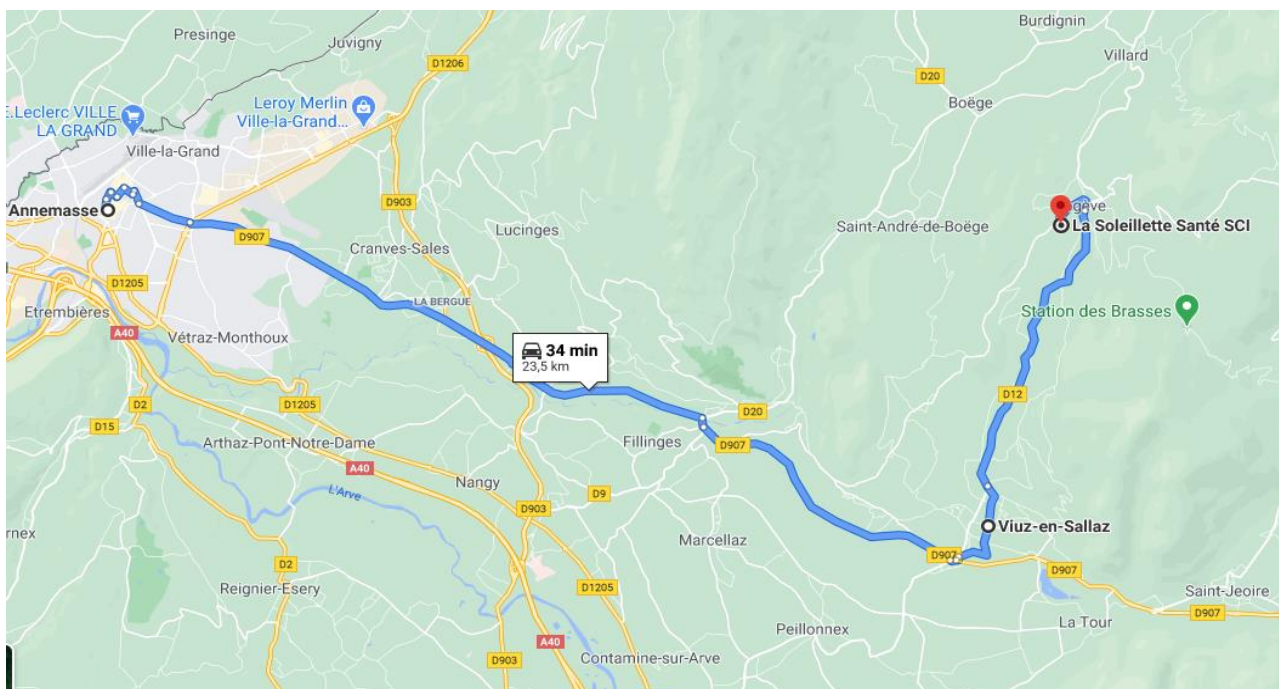 Burdignin
Presinge
Juvigny
Villard
D1206
D20
Boëge
Leroy Merlin
Ville-la-Grand...
E.Leclerc VILLE
LA GRAND
Ville-la-Grand
Annemasse
D903
Lucinges
Saint-André-de-Boëge
La Soleillette Santé SCI
D907
Cranves-Sales
D1205
LA BERGUE
Etrembières
A40
Vétraz-Monthoux
Station des Brasses
34 min
23,5 km
D2
D1205
D12
D20
D15
Arthaz-Pont-Notre-Dame
Fillinges
D907
A40
Nangy
L'Arve
D9
D903
Viuz-en-Sallaz
Marcellaz
D907
D2
D907
Reignier-Esery
D1205
Saint-Jeoire
D907
La Tour
Peillonnex
A40
D903
Contamine-sur-Arve